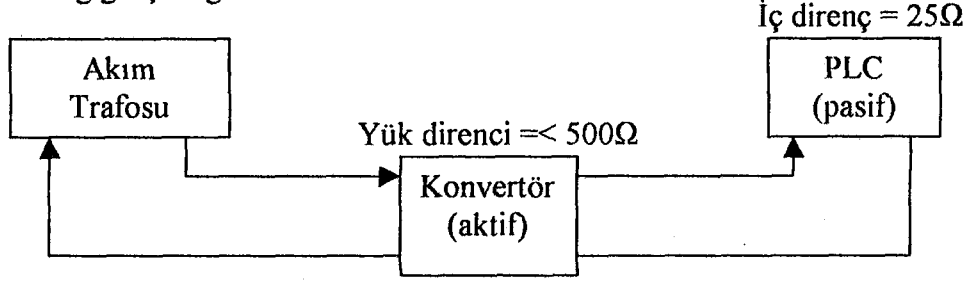 İç direnç = 25Ω
Akım
Trafosu
PLC
(pasif)
Yük direnci =< 500Ω
Konvertör
(aktif)